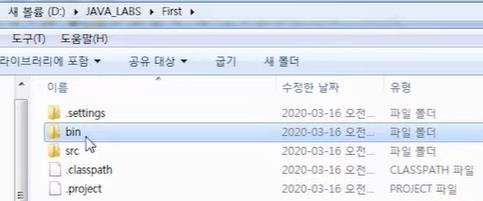 새 볼륨 (D:) ▸ JAVA_LABS ▸ First ▸
도구(T) 도움말(H)
라이브러리에 포함 ▾ 공유 대상 ▾ 굽기 새 폴더
이름 수정한 날짜 유형
.settings 2020-03-16 오전... 파일 폴더
bin 2020-03-16 오전... 파일 폴더
src 2020-03-16 오전... 파일 폴더
.classpath 2020-03-16 오전... CLASSPATH 파일
.project 2020-03-16 오전... PROJECT 파일